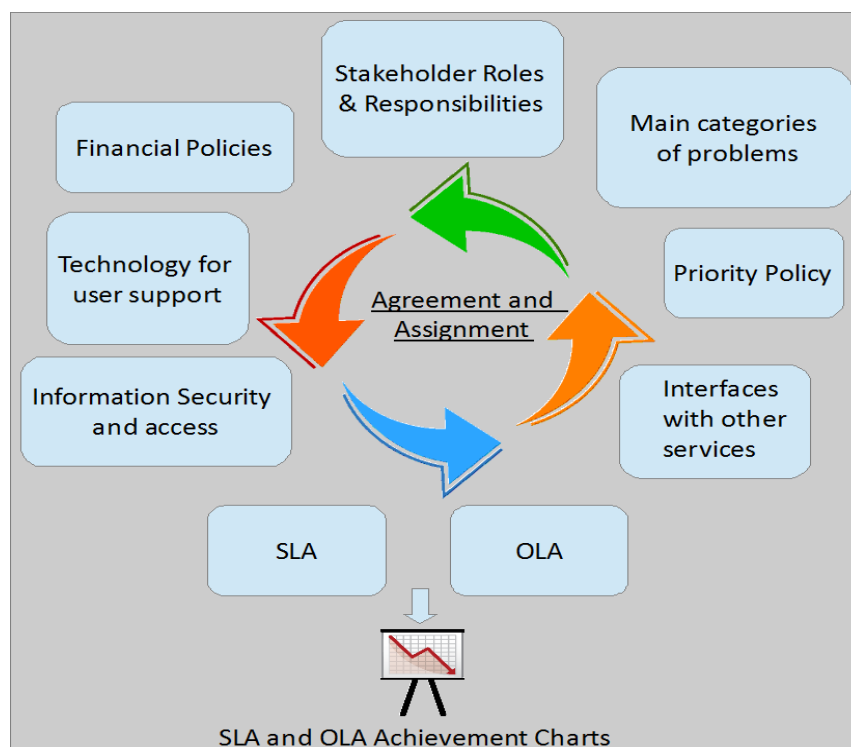 Stakeholder Roles
& Responsibilities
Main categories
of problems
Financial Policies
Technology for
user support
Priority Policy
Agreement and
Assignment
Information Security
and access
Interfaces
with other
services
SLA
OLA
SLA and OLA Achievement Charts